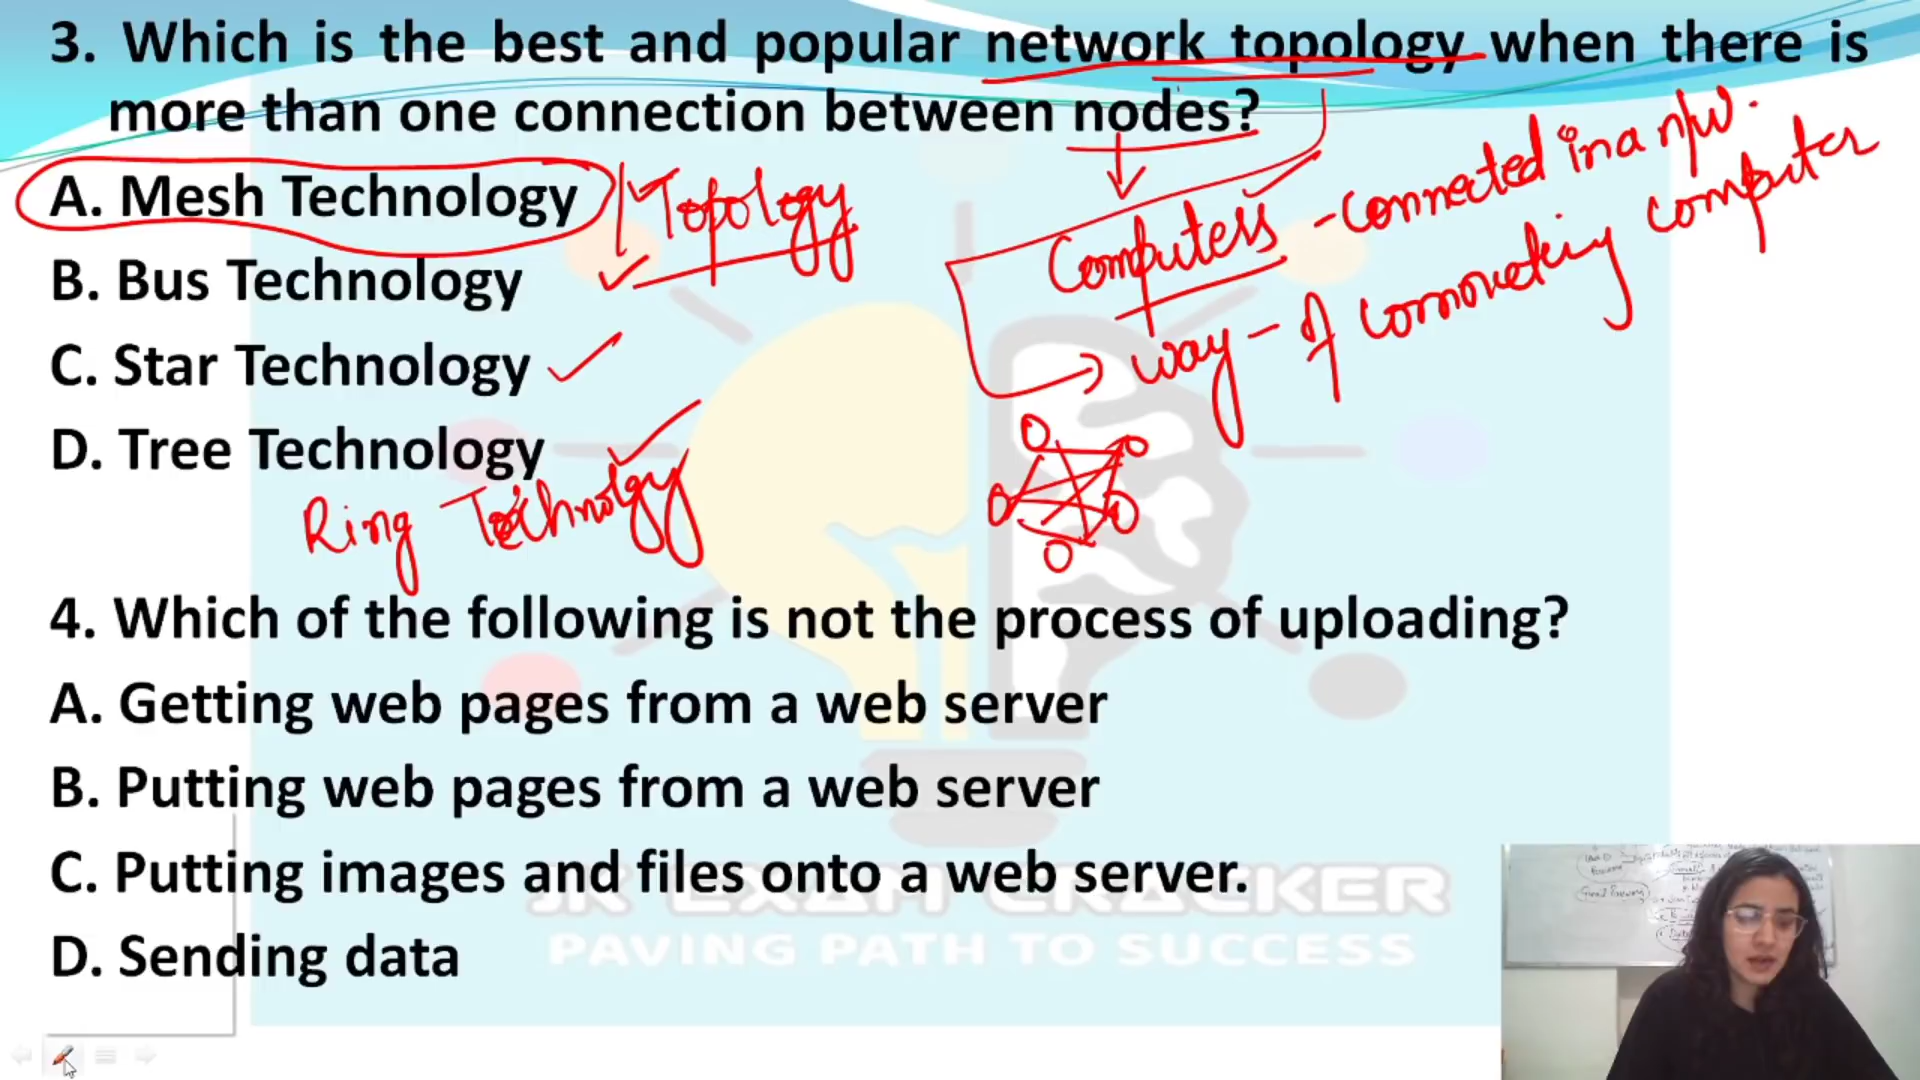 3. Which is the best and popular network topology when there is
more than one connection between nodes?
A. Mesh Technology
Topology
Computers - connected in a n/w.
way - of connecting computer
B. Bus Technology
C. Star Technology
D. Tree Technology
Ring Technology
4. Which of the following is not the process of uploading?
A. Getting web pages from a web server
B. Putting web pages from a web server
C. Putting images and files onto a web server.
D. Sending data
JK EXAM CRACKER
PAVING PATH TO SUCCESS